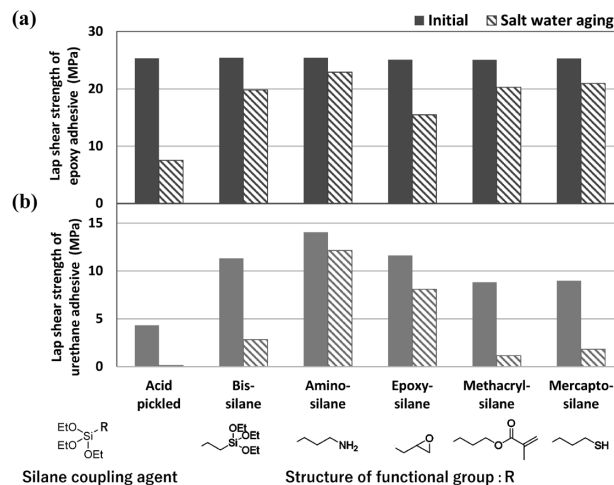 (a)
Initial Salt water aging
Lap shear strength of
epoxy adhesive (MPa)
30
20
10
0
(b)
Lap shear strength of
urethane adhesive (MPa)
15
10
5
0
Acid Bis- Amino- Epoxy- Methacryl- Mercapto-
pickled silane silane silane silane silane
EtO R
EtO Si
OEt
OEt
Si OEt
OEt
NH₂
O
O
O
SH
Silane coupling agent Structure of functional group : R